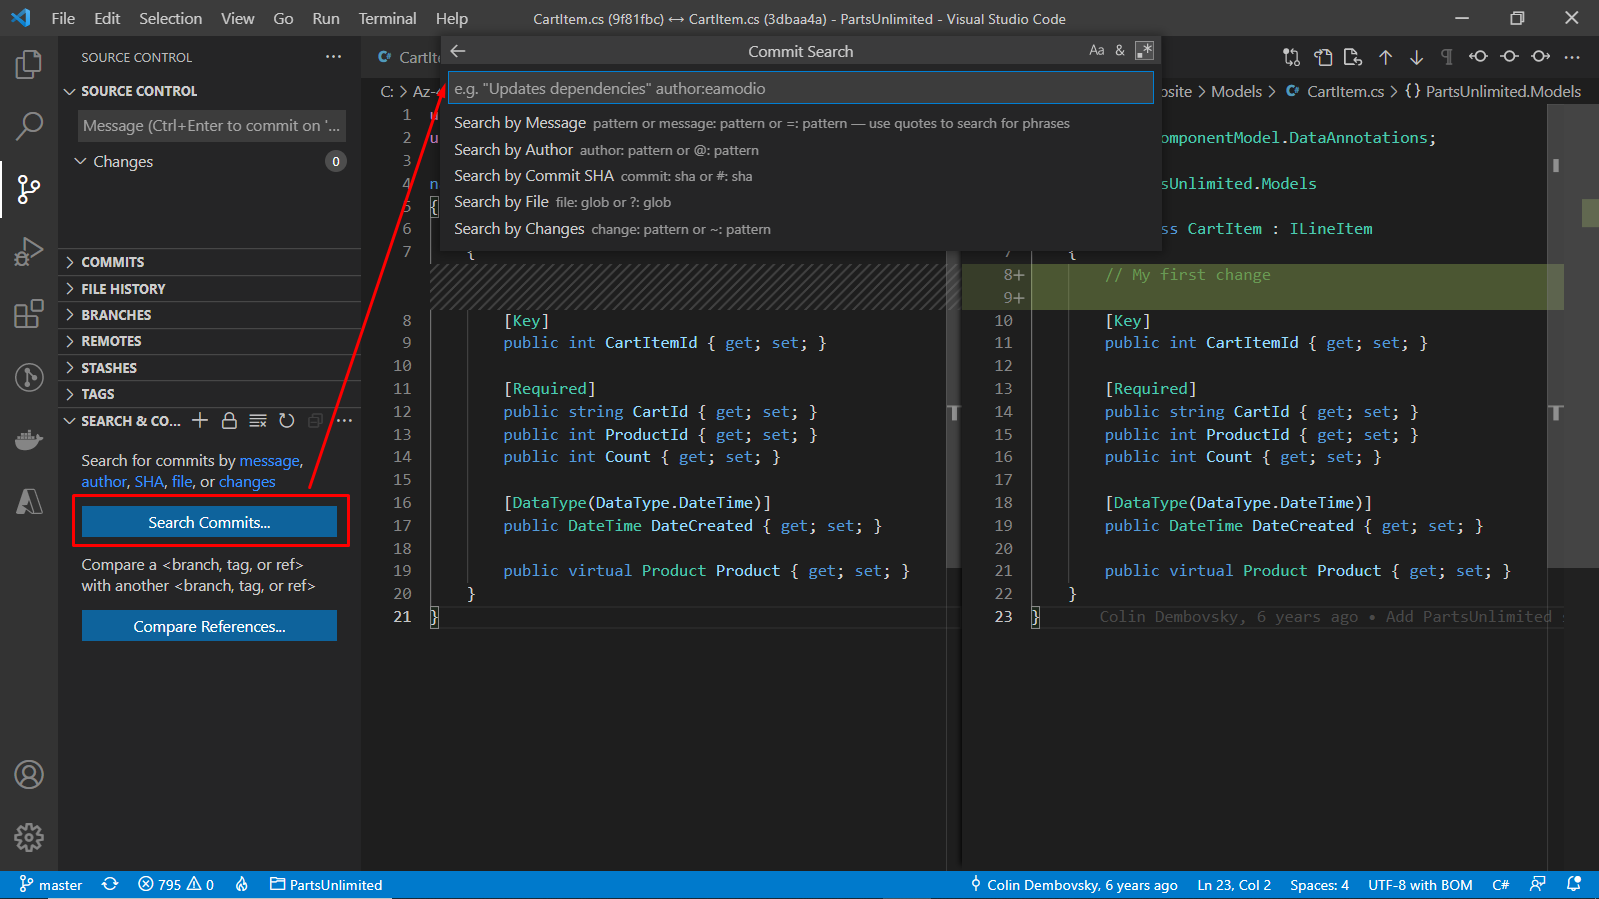 File Edit Selection View Go Run Terminal Help
CartItem.cs (9f81fbc) ↔ CartItem.cs (3dbaa4a) - PartsUnlimited - Visual Studio Code
SOURCE CONTROL
SOURCE CONTROL
Message (Ctrl+Enter to commit on '...
Changes 0
COMMITS
FILE HISTORY
BRANCHES
REMOTES
STASHES
TAGS
SEARCH & CO...
Search for commits by message,
author, SHA, file, or changes
Search Commits...
Compare a <branch, tag, or ref>
with another <branch, tag, or ref>
Compare References...
Commit Search
Aa &
e.g. "Updates dependencies" author:eamodio
Search by Message pattern or message: pattern or =: pattern — use quotes to search for phrases
Search by Author author: pattern or @: pattern
Search by Commit SHA commit: sha or #: sha
Search by File file: glob or ?: glob
Search by Changes change: pattern or ~: pattern
C: > Az-
1 u
2 u
3
4 n
5 {
6
7 {
8 [Key]
9 public int CartItemId { get; set; }
10
11 [Required]
12 public string CartId { get; set; }
13 public int ProductId { get; set; }
14 public int Count { get; set; }
15
16 [DataType(DataType.DateTime)]
17 public DateTime DateCreated { get; set; }
18
19 public virtual Product Product { get; set; }
20 }
21 }
Models > CartItem.cs > {} PartsUnlimited.Models
omponentModel.DataAnnotations;
sUnlimited.Models
ss CartItem : ILineItem
7 {
8+ // My first change
9+
10 [Key]
11 public int CartItemId { get; set; }
12
13 [Required]
14 public string CartId { get; set; }
15 public int ProductId { get; set; }
16 public int Count { get; set; }
17
18 [DataType(DataType.DateTime)]
19 public DateTime DateCreated { get; set; }
20
21 public virtual Product Product { get; set; }
22 }
23 } Colin Dembovsky, 6 years ago • Add PartsUnlimited
master 795 0 PartsUnlimited
Colin Dembovsky, 6 years ago Ln 23, Col 2 Spaces: 4 UTF-8 with BOM C#